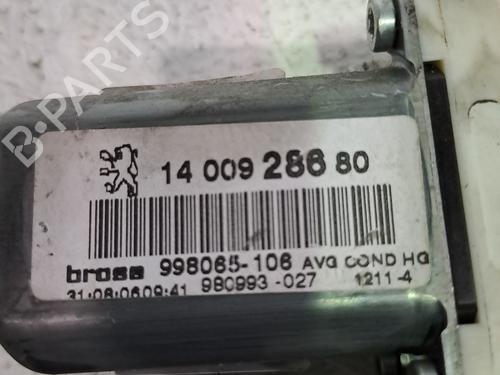 B-PARTS
14 009 286 80
brose 998065-106 AVG COND HG
31.08.0609:41 980993-027 1211-4